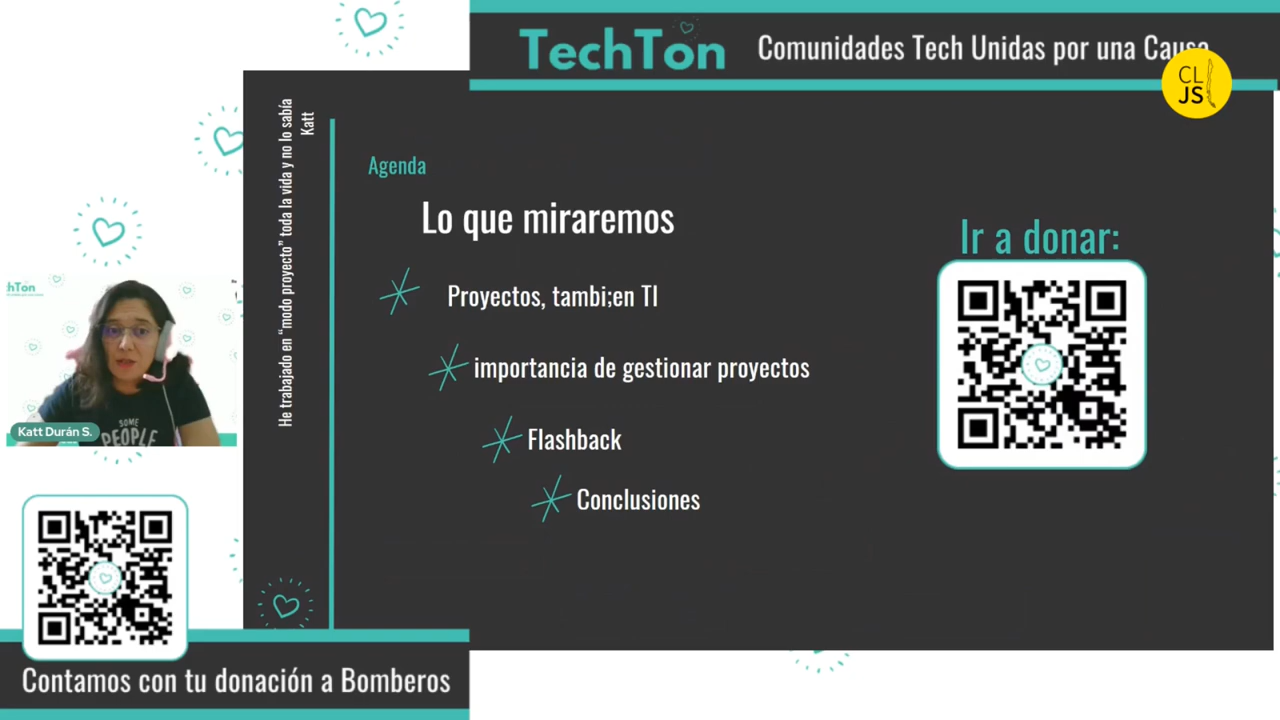 TechTon
Comunidades Tech Unidas por una Causa
CL
JS
He trabajado en “modo proyecto” toda la vida y no lo sabía
Katt
Agenda
Lo que miraremos
Proyectos, tambi;en TI
importancia de gestionar proyectos
Flashback
Conclusiones
Ir a donar:
chTon
SOME
PEOPLE
Katt Durán S.
Contamos con tu donación a Bomberos